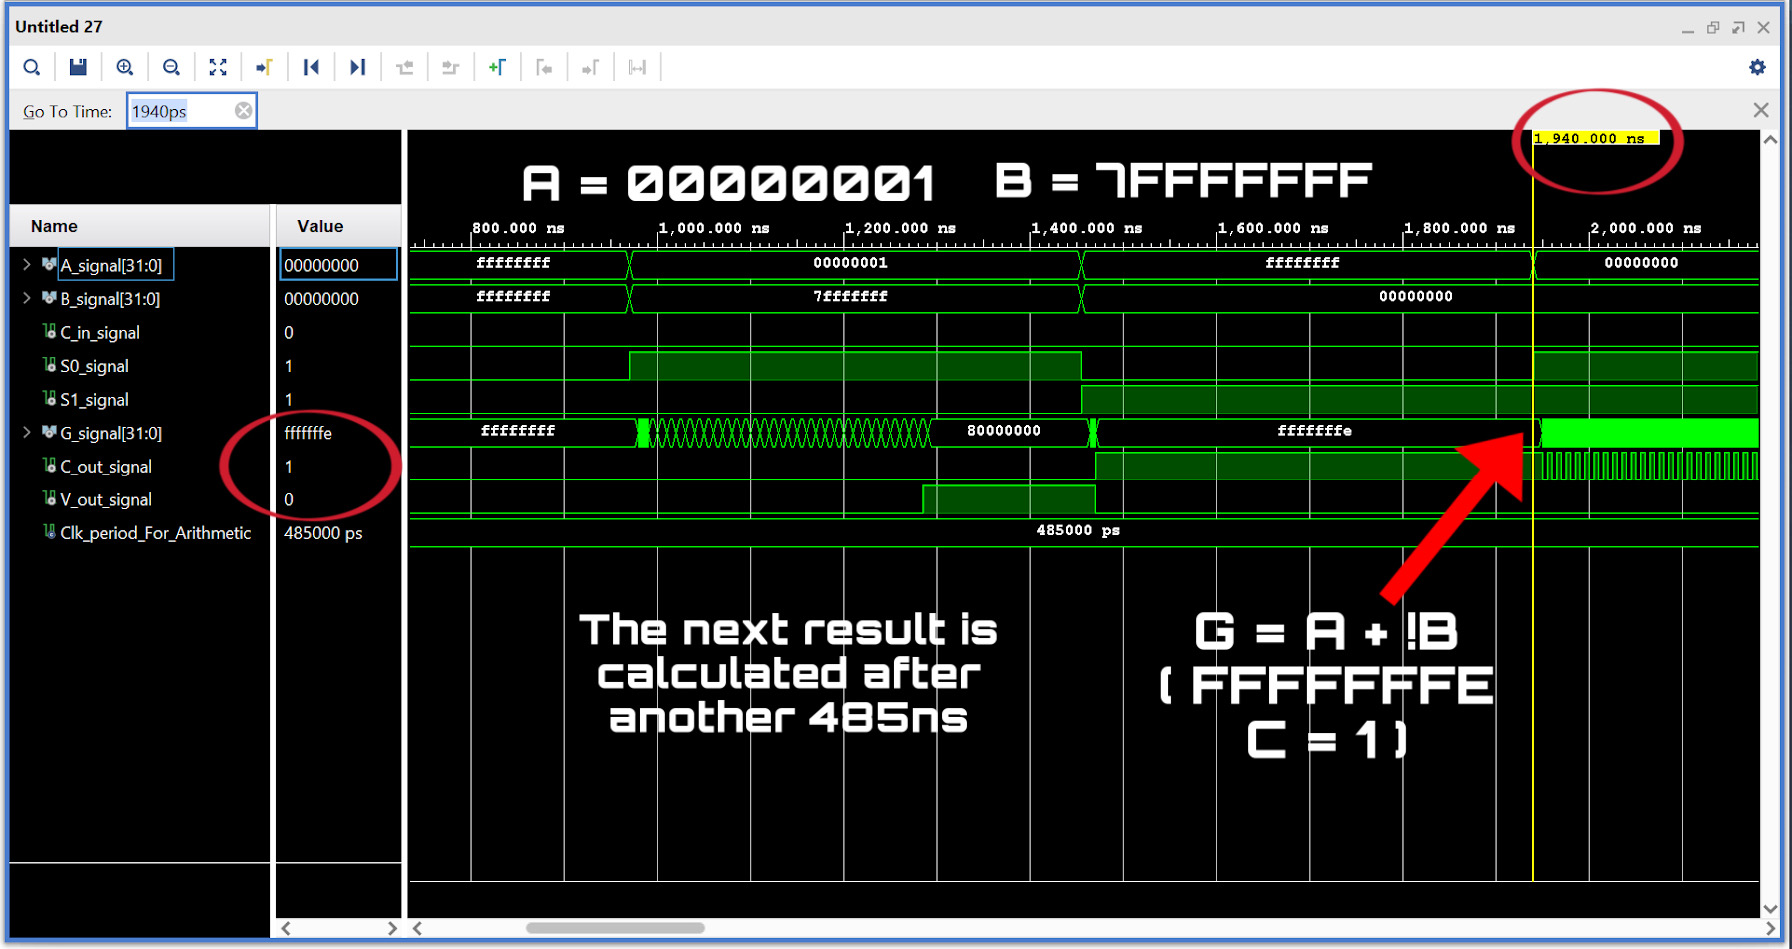 Untitled 27
Go To Time: 1940ps
1,940.000 ns
A = 00000001 B = 7FFFFFFF
Name Value
800.000 ns 1,000.000 ns 1,200.000 ns 1,400.000 ns 1,600.000 ns 1,800.000 ns 2,000.000 ns
A_signal[31:0] 00000000 ffffffff 00000001 ffffffff 00000000
B_signal[31:0] 00000000 ffffffff 7fffffff 00000000
C_in_signal 0
S0_signal 1
S1_signal 1
G_signal[31:0] fffffffe ffffffff 80000000 fffffffe
C_out_signal 1
V_out_signal 0
Clk_period_For_Arithmetic 485000 ps 485000 ps
The next result is
calculated after
another 485ns
G = A + !B
( FFFFFFFE
C = 1 )